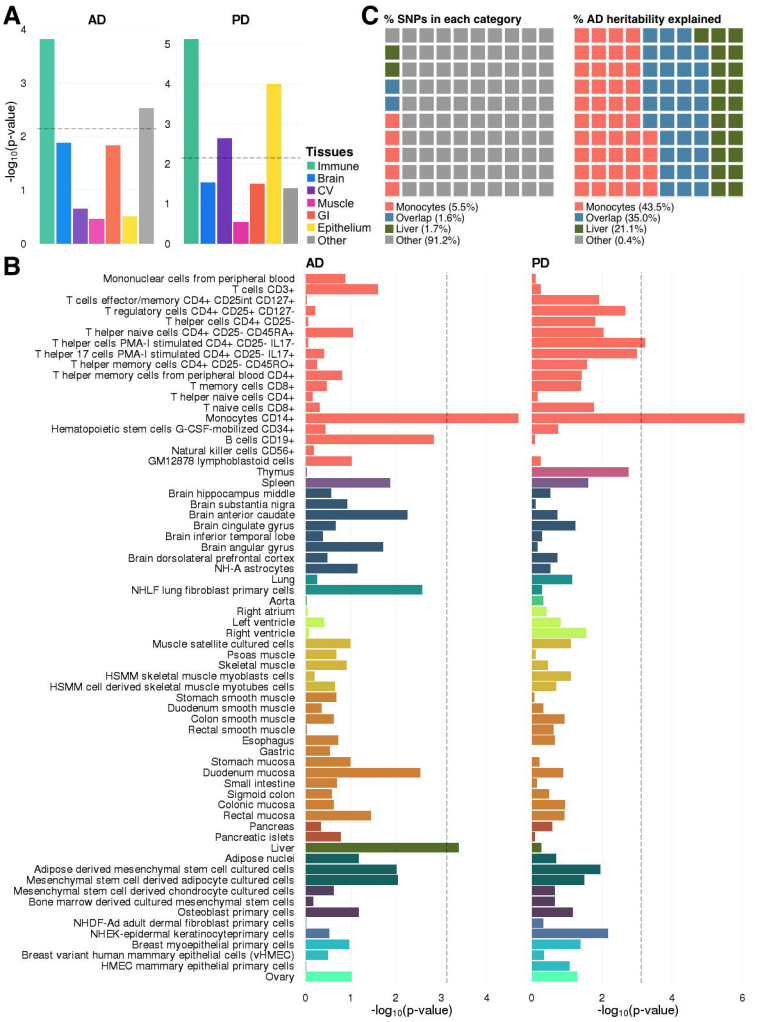 A
AD
PD
4
3
2
1
0
5
4
3
2
1
0
-log10(p-value)
Tissues
Immune
Brain
CV
Muscle
GI
Epithelium
Other
C
% SNPs in each category
Monocytes (5.5%)
Overlap (1.6%)
Liver (1.7%)
Other (91.2%)
% AD heritability explained
Monocytes (43.5%)
Overlap (35.0%)
Liver (21.1%)
Other (0.4%)
B
AD
PD
Mononuclear cells from peripheral blood
T cells CD3+
T cells effector/memory CD4+ CD25int CD127+
T regulatory cells CD4+ CD25+ CD127-
T helper cells CD4+ CD25-
T helper naive cells CD4+ CD25- CD45RA+
T helper cells PMA-I stimulated CD4+ CD25- IL17-
T helper 17 cells PMA-I stimulated CD4+ CD25- IL17+
T helper memory cells CD4+ CD25- CD45RO+
T helper memory cells from peripheral blood CD4+
T memory cells CD8+
T helper naive cells CD4+
T naive cells CD8+
Monocytes CD14+
Hematopoietic stem cells G-CSF-mobilized CD34+
B cells CD19+
Natural killer cells CD56+
GM12878 lymphoblastoid cells
Thymus
Spleen
Brain hippocampus middle
Brain substantia nigra
Brain anterior caudate
Brain cingulate gyrus
Brain inferior temporal lobe
Brain angular gyrus
Brain dorsolateral prefrontal cortex
NH-A astrocytes
Lung
NHLF lung fibroblast primary cells
Aorta
Right atrium
Left ventricle
Right ventricle
Muscle satellite cultured cells
Psoas muscle
Skeletal muscle
HSMM skeletal muscle myoblasts cells
HSMM cell derived skeletal muscle myotubes cells
Stomach smooth muscle
Duodenum smooth muscle
Colon smooth muscle
Rectal smooth muscle
Esophagus
Gastric
Stomach mucosa
Duodenum mucosa
Small intestine
Sigmoid colon
Colonic mucosa
Rectal mucosa
Pancreas
Pancreatic islets
Liver
Adipose nuclei
Adipose derived mesenchymal stem cell cultured cells
Mesenchymal stem cell derived adipocyte cultured cells
Mesenchymal stem cell derived chondrocyte cultured cells
Bone marrow derived cultured mesenchymal stem cells
Osteoblast primary cells
NHDF-Ad adult dermal fibroblast primary cells
NHEK-epidermal keratinocyteprimary cells
Breast myoepithelial primary cells
Breast variant human mammary epithelial cells (vHMEC)
HMEC mammary epithelial primary cells
Ovary
0 1 2 3 4
-log10(p-value)
0 2 4 6
-log10(p-value)